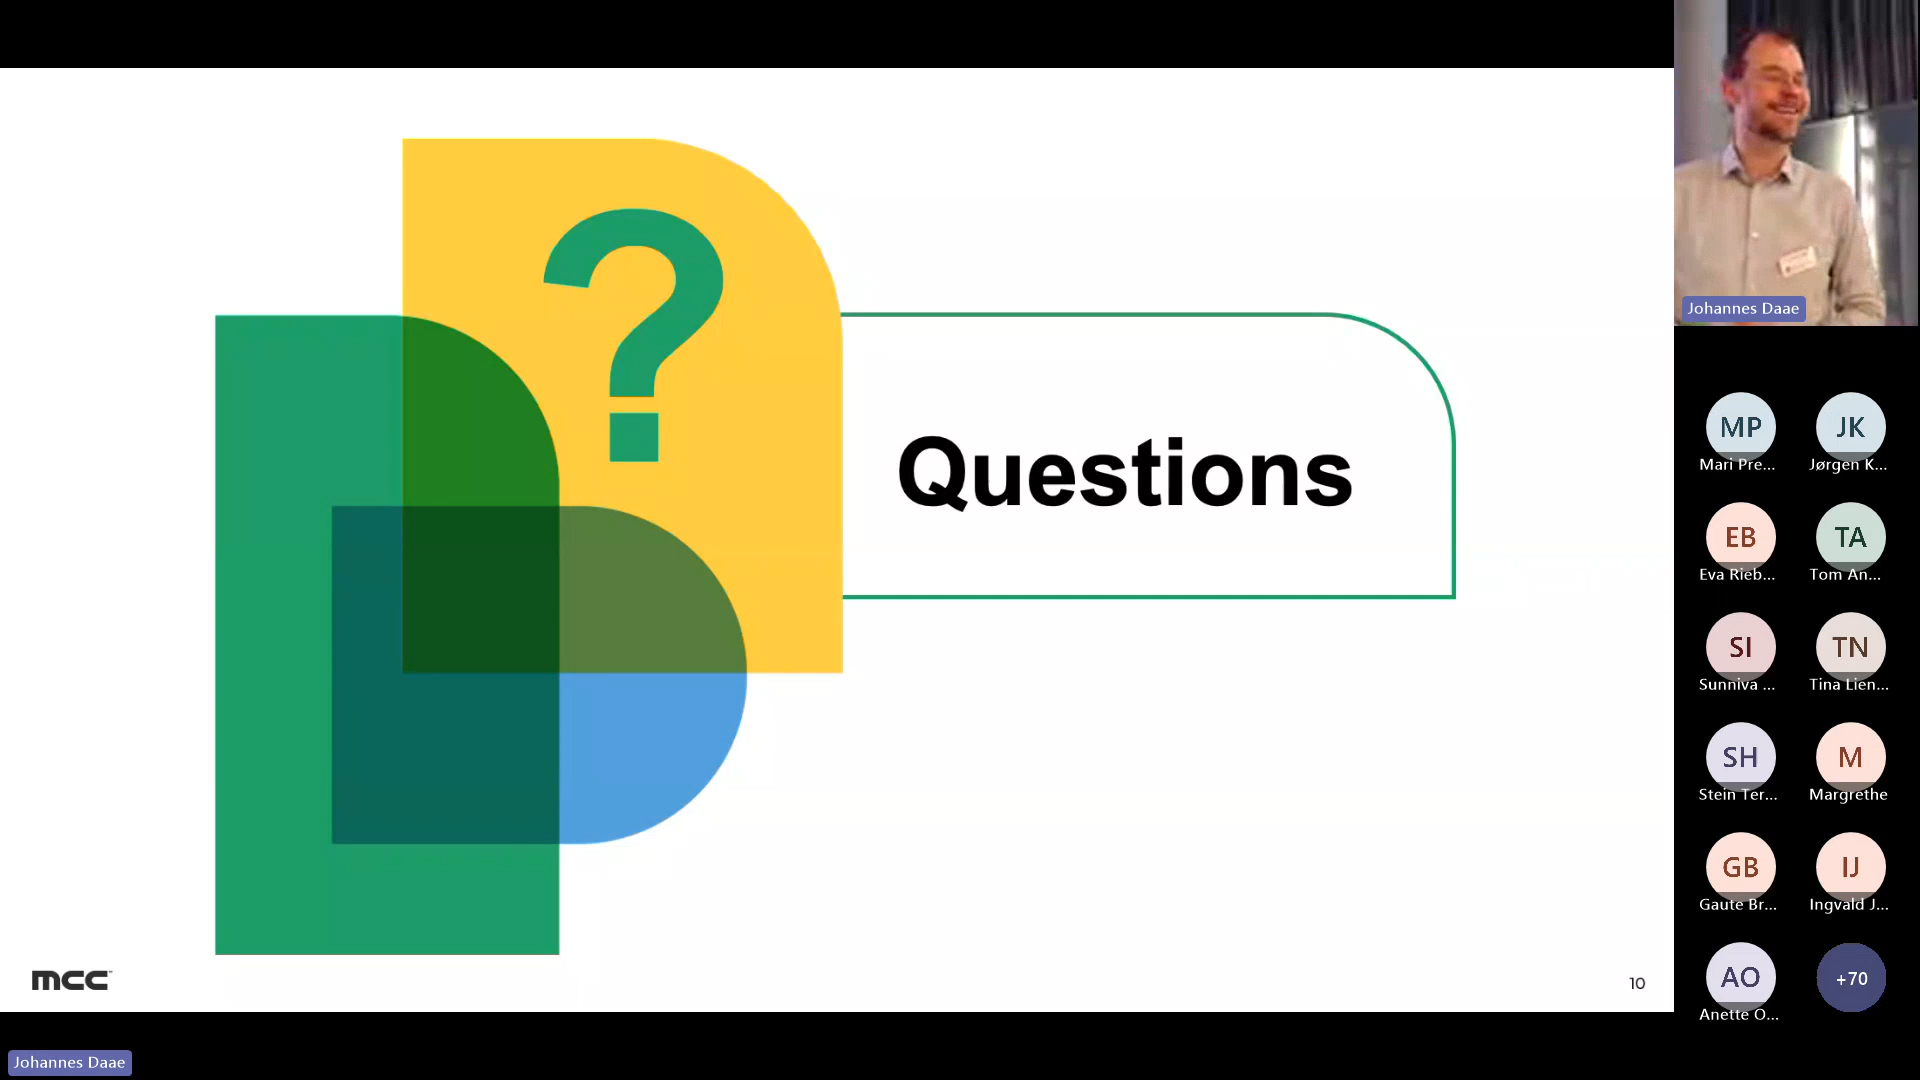 ?
Questions
mcc
10
Johannes Daae
MP
Mari Pre...
JK
Jørgen K...
EB
Eva Rieb...
TA
Tom An...
SI
Sunniva ...
TN
Tina Lien...
SH
Stein Ter...
M
Margrethe
GB
Gaute Br...
IJ
Ingvald J...
AO
Anette O...
+70
Johannes Daae